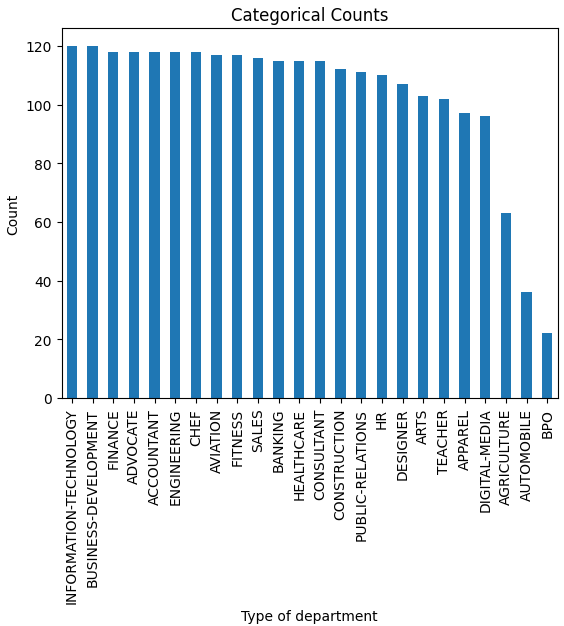 Categorical Counts
120
100
80
60
40
20
0
Count
INFORMATION-TECHNOLOGY
BUSINESS-DEVELOPMENT
FINANCE
ADVOCATE
ACCOUNTANT
ENGINEERING
CHEF
AVIATION
FITNESS
SALES
BANKING
HEALTHCARE
CONSULTANT
CONSTRUCTION
PUBLIC-RELATIONS
HR
DESIGNER
ARTS
TEACHER
APPAREL
DIGITAL-MEDIA
AGRICULTURE
AUTOMOBILE
BPO
Type of department